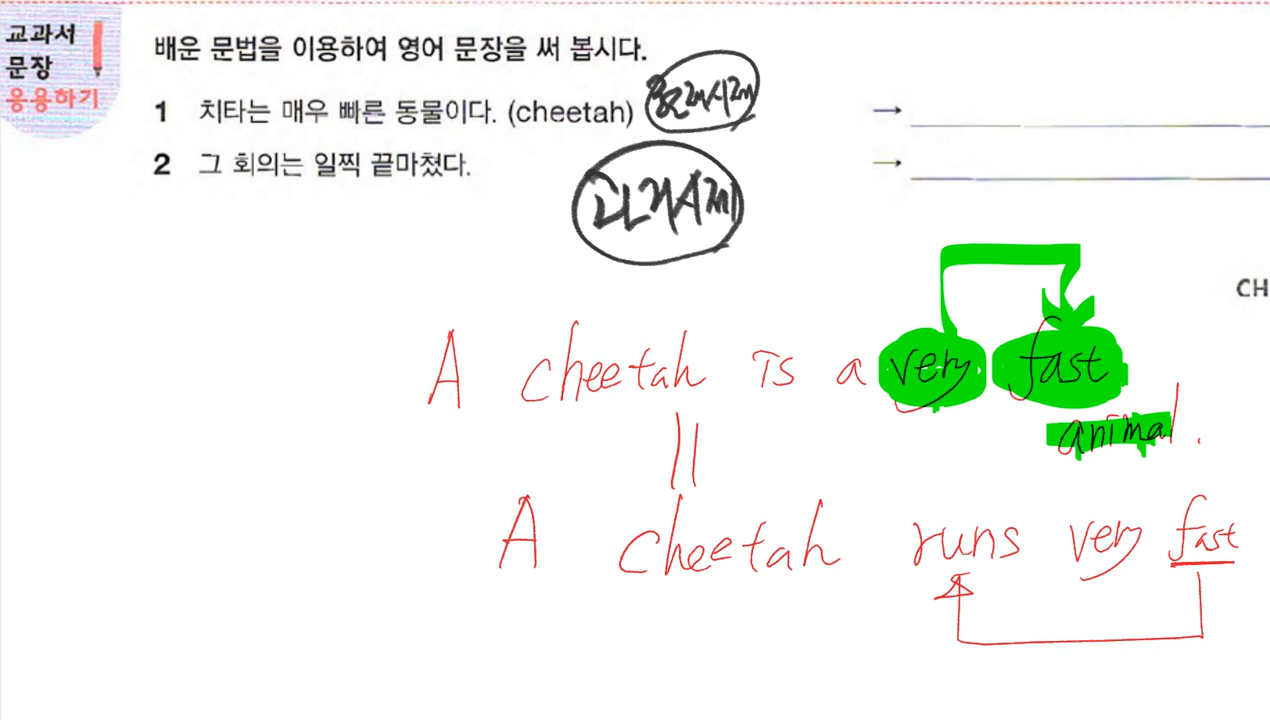 교과서
문장
응용하기
배운 문법을 이용하여 영어 문장을 써 봅시다.
1 치타는 매우 빠른 동물이다. (cheetah) 현재시제 →
2 그 회의는 일찍 끝마쳤다. →
과거시제
CH
A cheetah is a very fast
animal.
A cheetah runs very fast